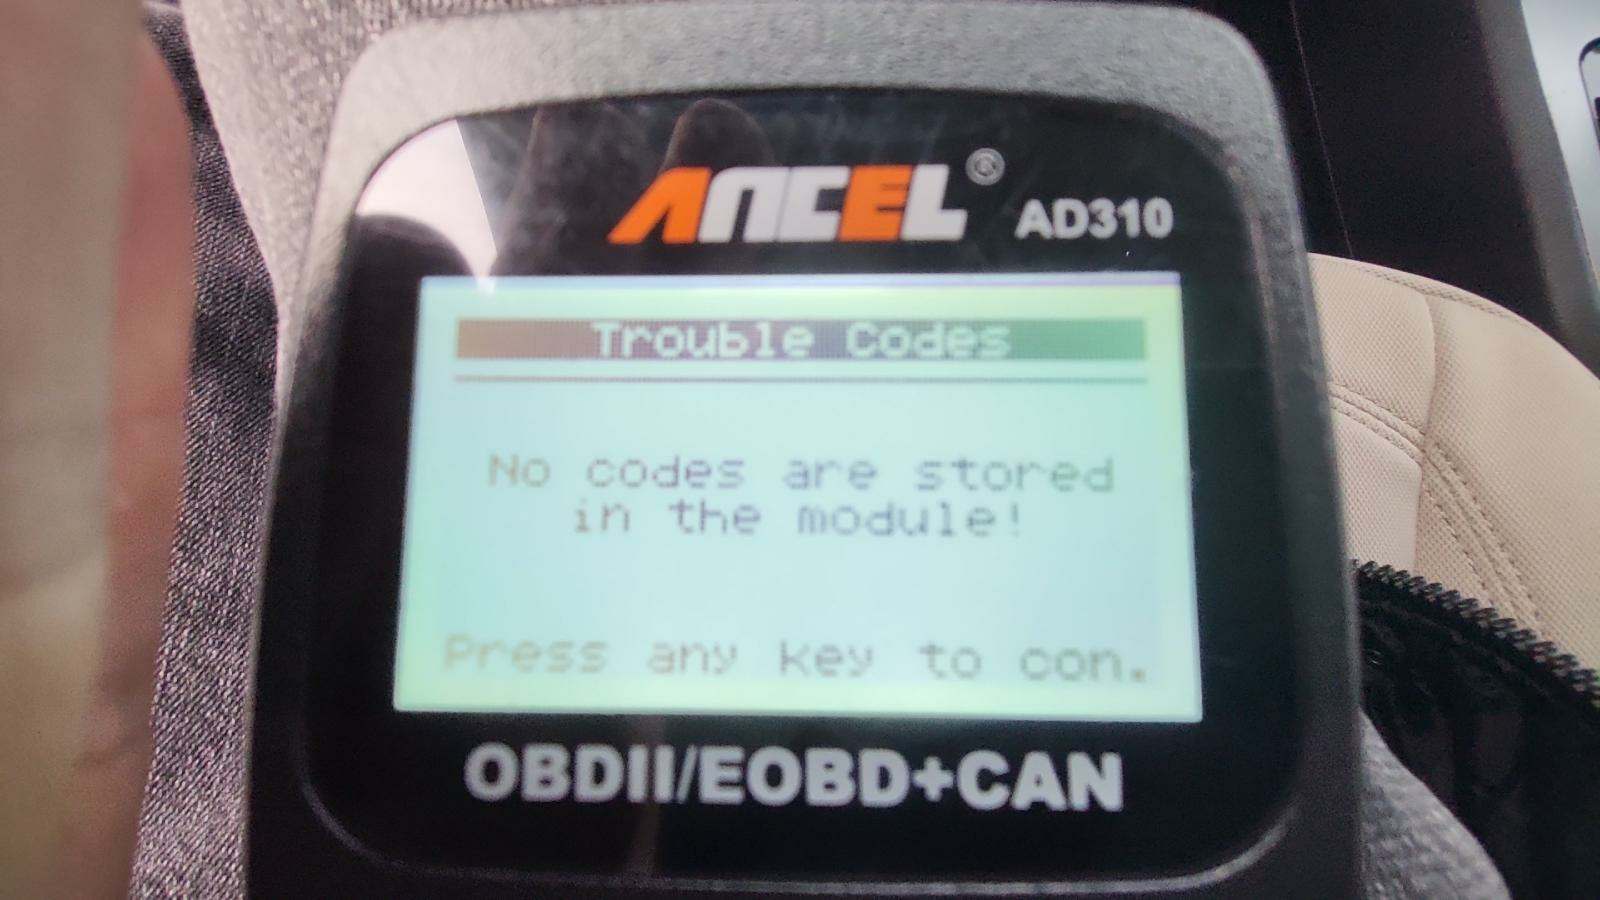 ANCEL® AD310
Trouble Codes
No codes are stored
in the module!
Press any key to con.
OBDII/EOBD+CAN